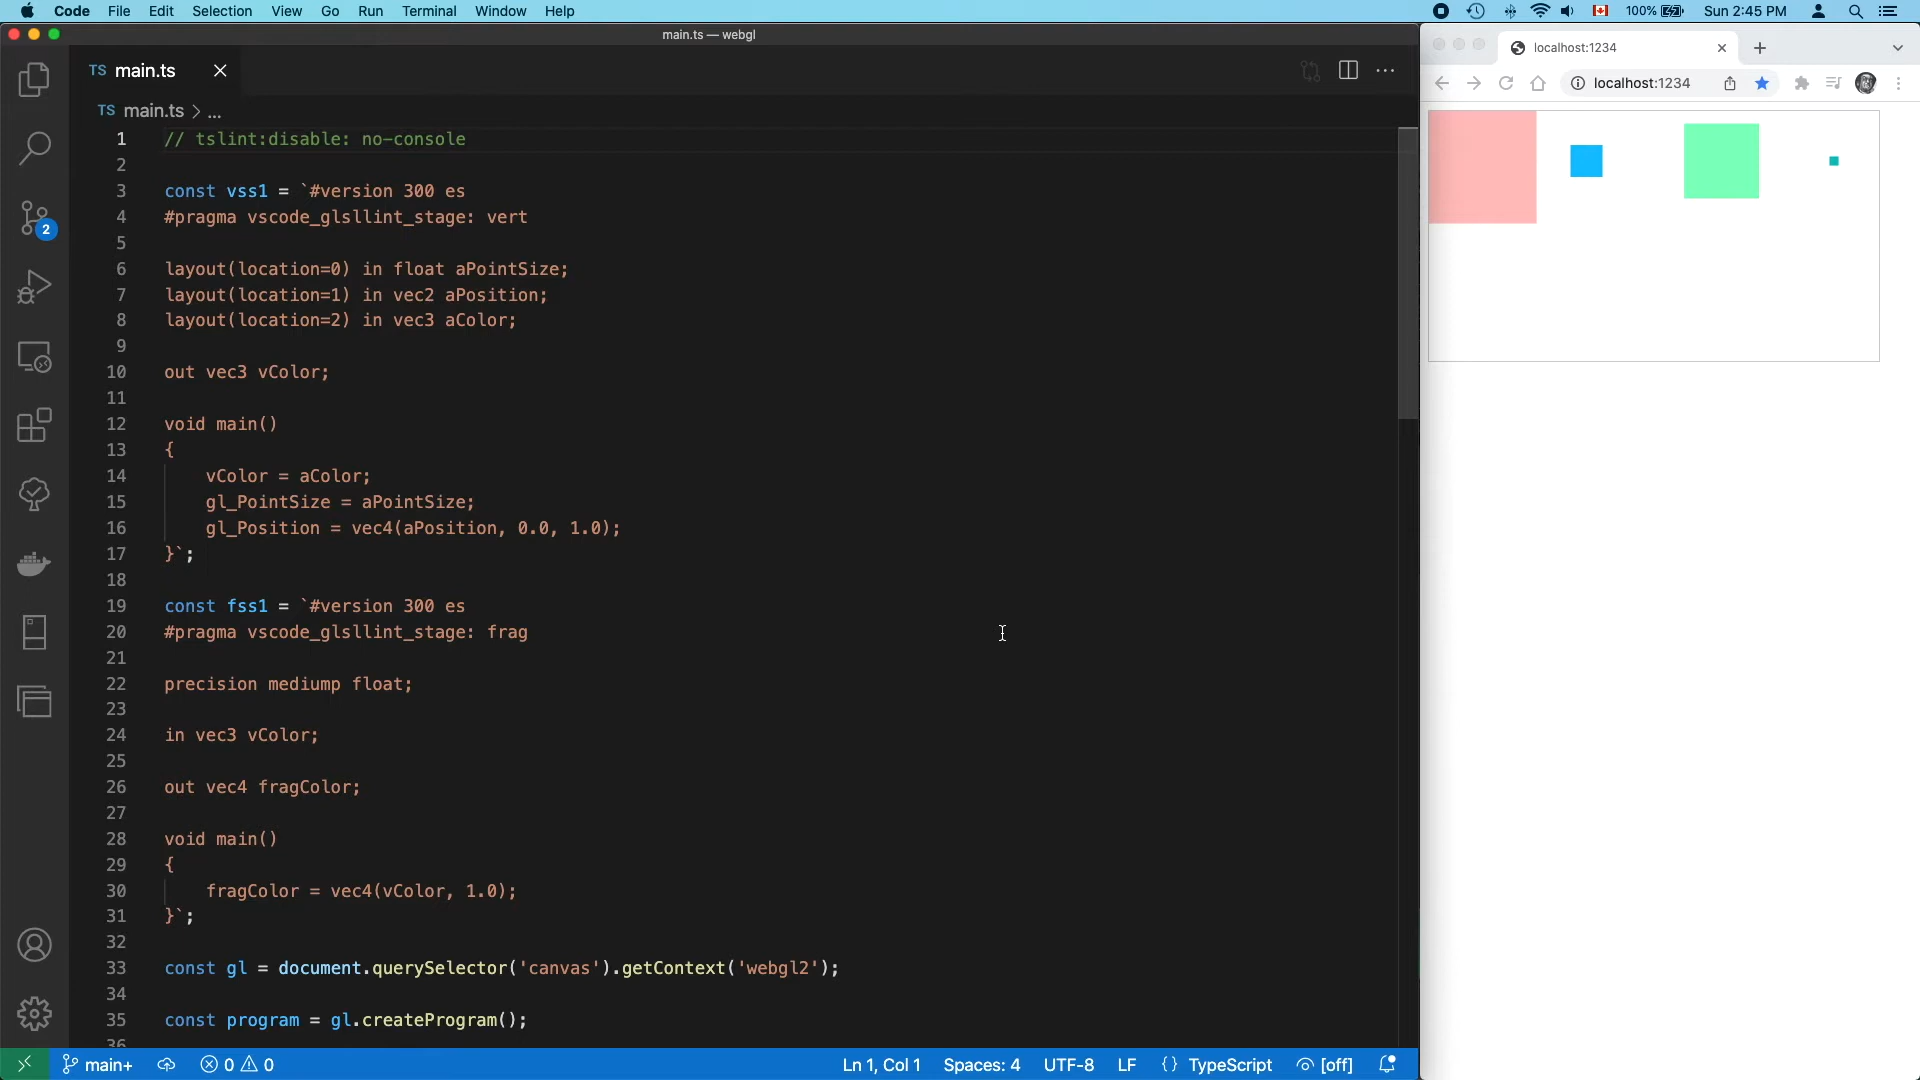 Code File Edit Selection View Go Run Terminal Window Help
100% Sun 2:45 PM
main.ts — webgl
TS main.ts
localhost:1234
localhost:1234
TS main.ts > ...
1 // tslint:disable: no-console
2
3 const vss1 = `#version 300 es
4 #pragma vscode_glsllint_stage: vert
5
6 layout(location=0) in float aPointSize;
7 layout(location=1) in vec2 aPosition;
8 layout(location=2) in vec3 aColor;
9
10 out vec3 vColor;
11
12 void main()
13 {
14 vColor = aColor;
15 gl_PointSize = aPointSize;
16 gl_Position = vec4(aPosition, 0.0, 1.0);
17 }`;
18
19 const fss1 = `#version 300 es
20 #pragma vscode_glsllint_stage: frag
21
22 precision mediump float;
23
24 in vec3 vColor;
25
26 out vec4 fragColor;
27
28 void main()
29 {
30 fragColor = vec4(vColor, 1.0);
31 }`;
32
33 const gl = document.querySelector('canvas').getContext('webgl2');
34
35 const program = gl.createProgram();
36
2
main+ 0 0 Ln 1, Col 1 Spaces: 4 UTF-8 LF {} TypeScript [off]